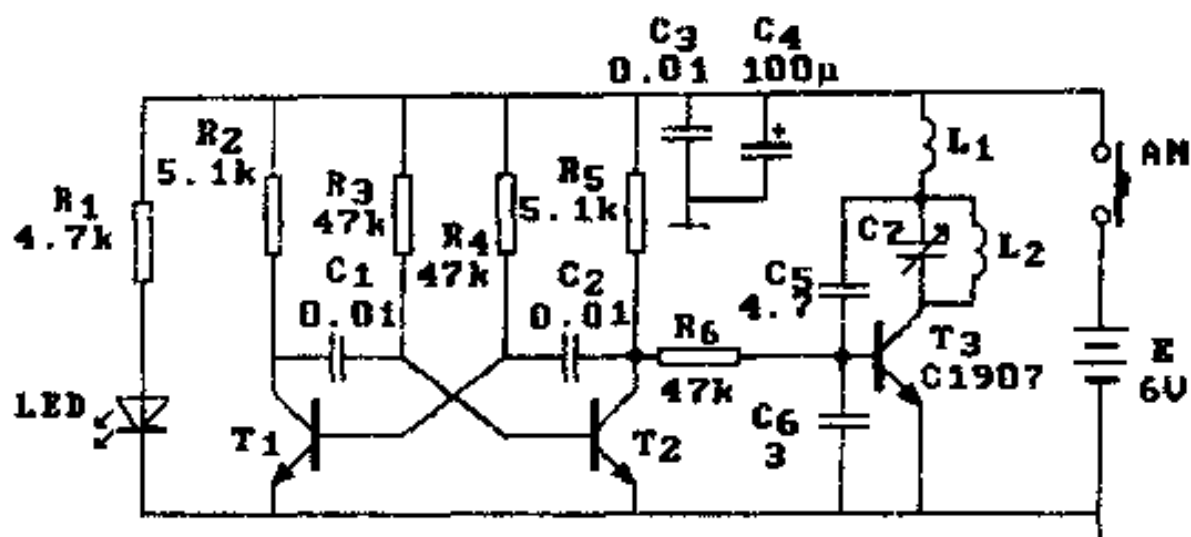 C3
0.01
C4
100μ
R1
4.7k
R2
5.1k
R3
47k
R4
47k
R5
5.1k
L1
AN
C7
L2
C1
0.01
C2
0.01
C5
4.7
R6
47k
T3
C1907
E
6V
LED
T1
T2
C6
3